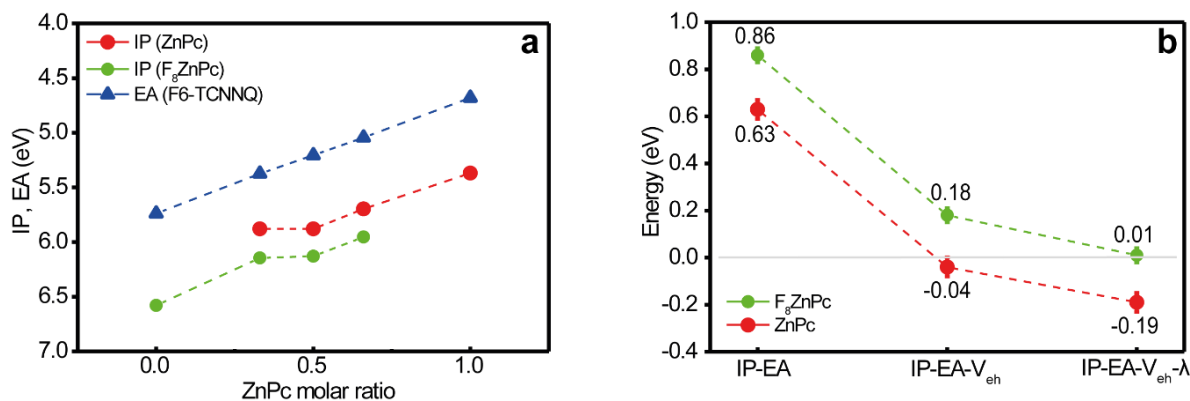 a
IP (ZnPc)
IP (F₈ZnPc)
EA (F6-TCNNQ)
IP, EA (eV)
4.0
4.5
5.0
5.5
6.0
6.5
7.0
0.0
0.5
1.0
ZnPc molar ratio
b
Energy (eV)
1.0
0.8
0.6
0.4
0.2
0.0
-0.2
-0.4
0.86
0.63
0.18
-0.04
0.01
-0.19
F₈ZnPc
ZnPc
IP-EA
IP-EA-Vₑₕ
IP-EA-Vₑₕ-λ